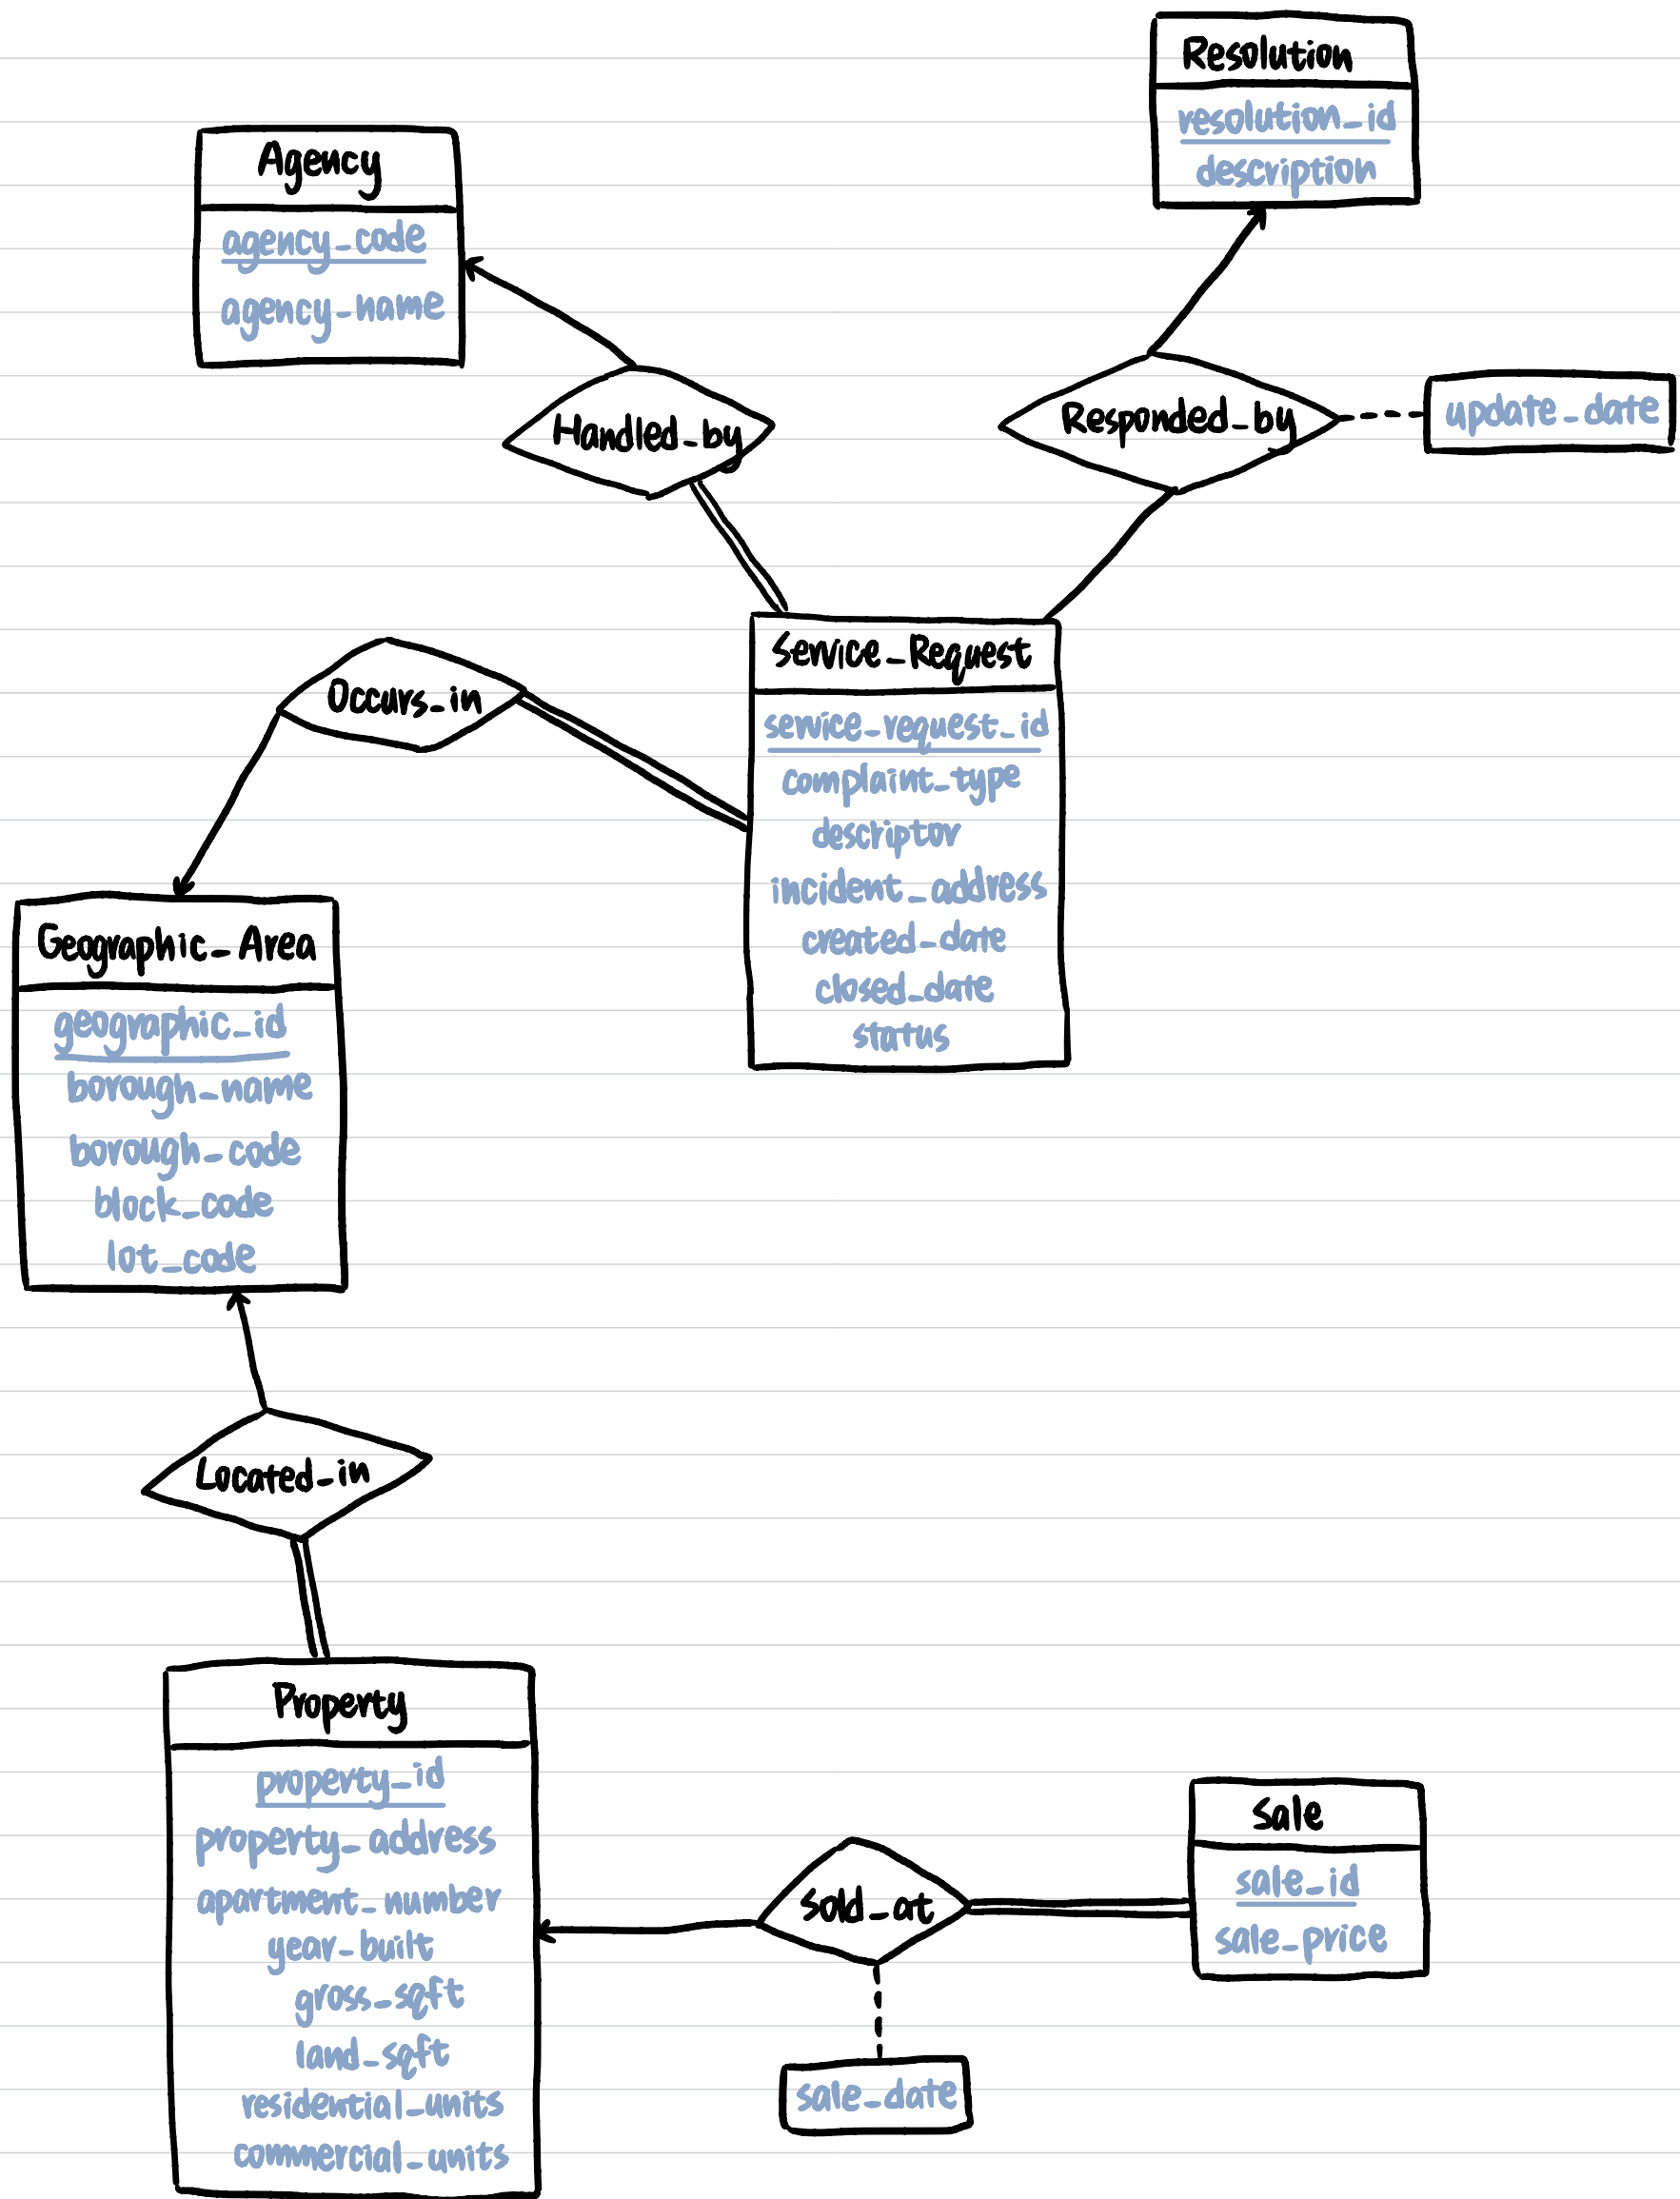 Resolution
resolution_id
description
Agency
agency_code
agency_name
Handled_by
Responded_by
update_date
Service_Request
service_request_id
complaint_type
descriptor
incident_address
created_date
closed_date
status
Occurs_in
Geographic_Area
geographic_id
borough_name
borough_code
block_code
lot_code
Located_in
Property
property_id
property_address
apartment_number
year_built
gross_sqft
land_sqft
residential_units
commercial_units
Sold_at
sale_date
Sale
sale_id
sale_price